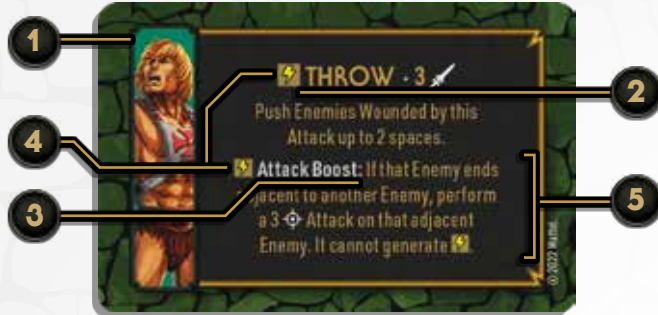 1
THROW · 3
2
Push Enemies Wounded by this
Attack up to 2 spaces.
4
Attack Boost: If that Enemy ends
jacent to another Enemy, perform
3
a 3 Attack on that adjacent
5
Enemy. It cannot generate .
© 2022 Mattel.